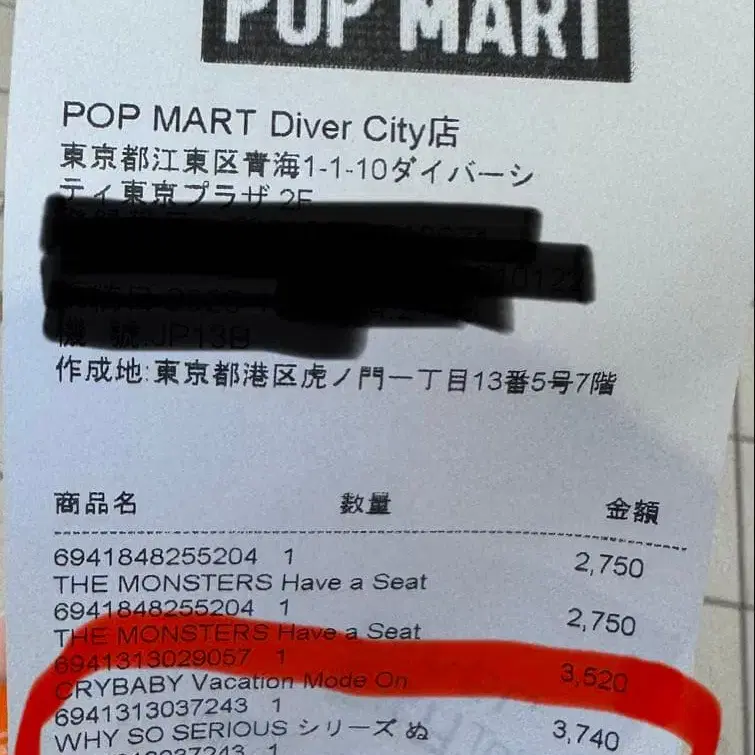 POP MART
POP MART Diver City店
東京都江東区青海1-1-10ダイバーシ
ティ東京プラザ 2F
機 號:JP13B
作成地:東京都港区虎ノ門一丁目13番5号7階
商品名 数量 金額
6941848255204 1 2,750
THE MONSTERS Have a Seat
6941848255204 1 2,750
THE MONSTERS Have a Seat
6941313029057 1 3,520
CRYBABY Vacation Mode On
6941313037243 1 3,740
WHY SO SERIOUS シリーズ ぬ